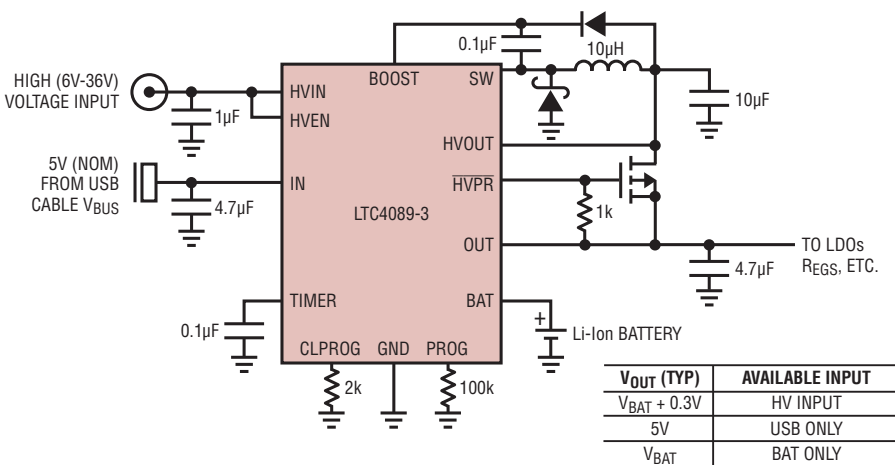 0.1µF
10µH
HIGH (6V-36V)
VOLTAGE INPUT
1µF
HVIN
HVEN
BOOST
SW
10µF
HVOUT
5V (NOM)
FROM USB
CABLE VBUS
4.7µF
IN
LTC4089-3
HVPR
1k
OUT
TO LDOs
REGS, ETC.
4.7µF
TIMER
0.1µF
BAT
+
Li-Ion BATTERY
CLPROG GND PROG
2k
100k
VOUT (TYP) AVAILABLE INPUT
VBAT + 0.3V HV INPUT
5V USB ONLY
VBAT BAT ONLY